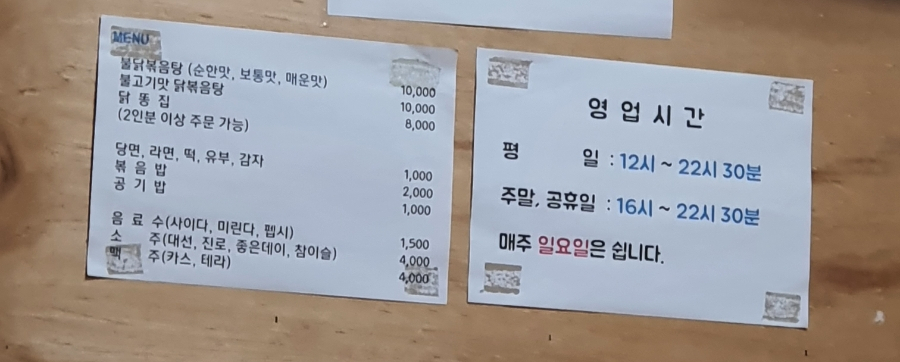 MENU
불닭볶음탕 (순한맛, 보통맛, 매운맛) 10,000
불고기맛 닭볶음탕 10,000
닭 똥 집 8,000
(2인분 이상 주문 가능)
당면, 라면, 떡, 유부, 감자 1,000
볶 음 밥 2,000
공 기 밥 1,000
음 료 수(사이다, 미린다, 펩시) 1,500
소 주(대선, 진로, 좋은데이, 참이슬) 4,000
맥 주(카스, 테라) 4,000
영 업 시 간
평 일 : 12시 ~ 22시 30분
주말, 공휴일 : 16시 ~ 22시 30분
매주 일요일은 쉽니다.